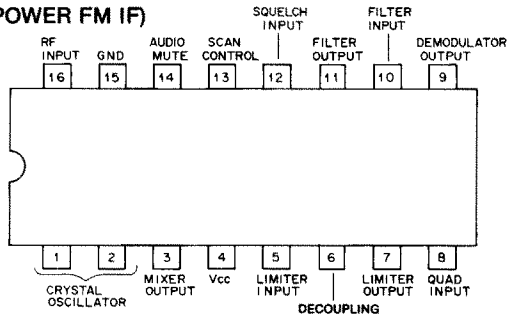 POWER FM IF)
SQUELCH
INPUT
FILTER
INPUT
RF
INPUT
GND
AUDIO
MUTE
SCAN
CONTROL
FILTER
OUTPUT
DEMODULATOR
OUTPUT
16 15 14 13 12 11 10 9
1 2 3 4 5 6 7 8
CRYSTAL
OSCILLATOR
MIXER
OUTPUT
Vcc
LIMITER
INPUT
DECOUPLING
LIMITER
OUTPUT
QUAD
INPUT